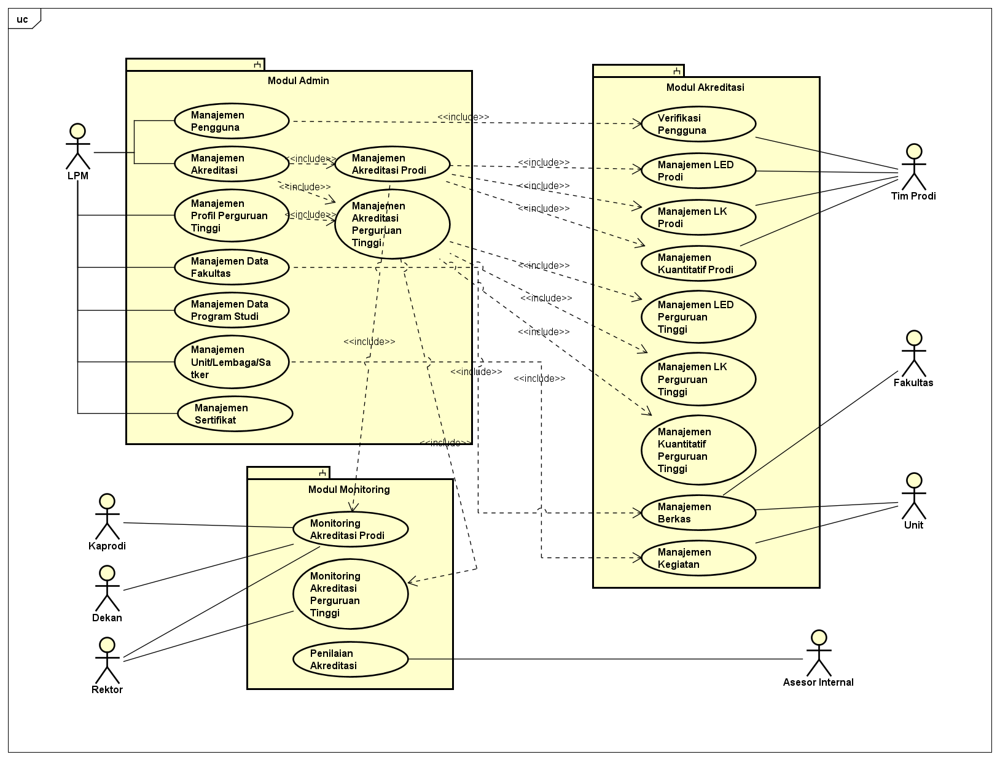 uc
Modul Admin
Manajemen
Pengguna
Manajemen
Akreditasi
Manajemen
Profil Perguruan
Tinggi
Manajemen Data
Fakultas
Manajemen Data
Program Studi
Manajemen
Unit/Lembaga/Sa
tker
Manajemen
Sertifikat
Manajemen
Akreditasi Prodi
Manajemen
Akreditasi
Perguruan
Tinggi
LPM
<<include>>
<<include>>
<<include>>
<<include>>
<<include>>
<<include>>
<<include>>
<<include>>
<<include>>
<<include>>
<<include>>
<<include>>
<<include>>
<<include>>
Modul Akreditasi
Verifikasi
Pengguna
Manajemen LED
Prodi
Manajemen LK
Prodi
Manajemen
Kuantitatif Prodi
Manajemen LED
Perguruan
Tinggi
Manajemen LK
Perguruan
Tinggi
Manajemen
Kuantitatif
Perguruan
Tinggi
Manajemen
Berkas
Manajemen
Kegiatan
Tim Prodi
Fakultas
Unit
Modul Monitoring
Monitoring
Akreditasi Prodi
Monitoring
Akreditasi
Perguruan
Tinggi
Penilaian
Akreditasi
Kaprodi
Dekan
Rektor
Asesor Internal